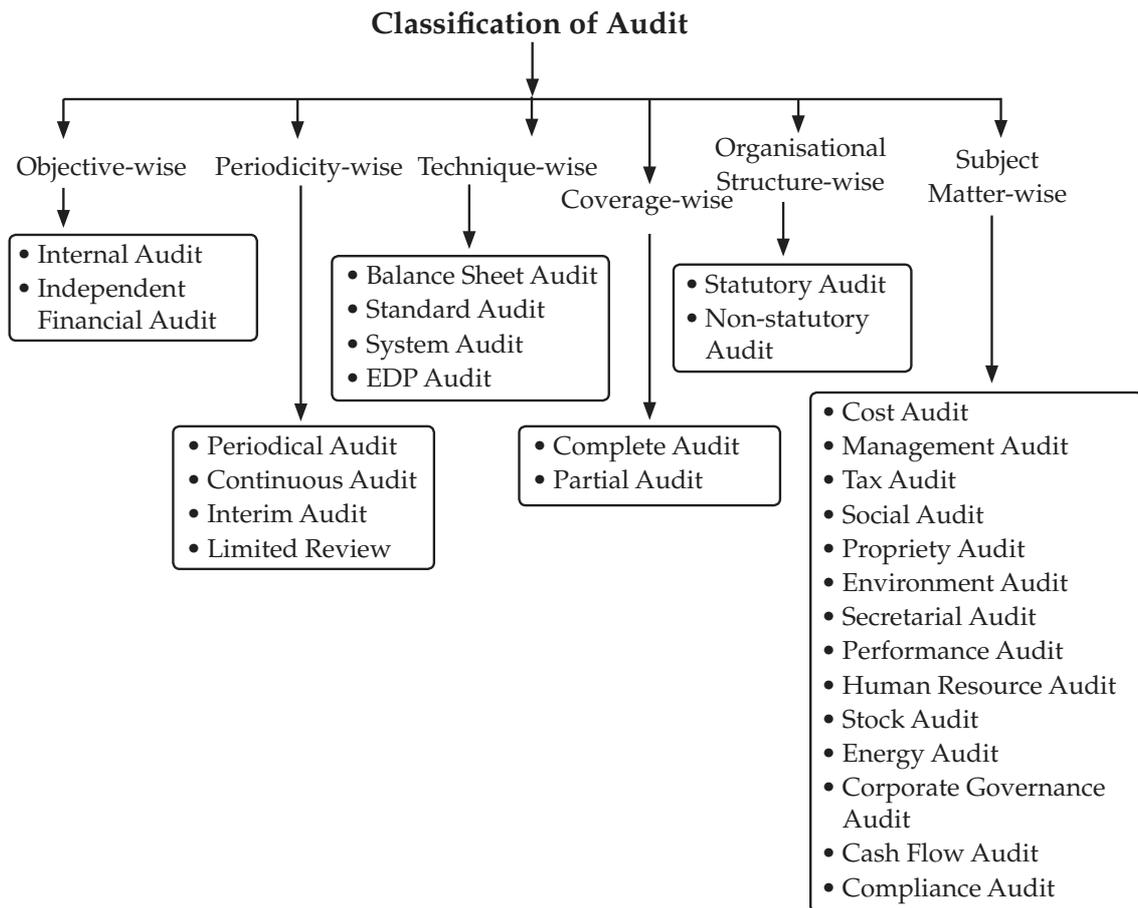 Classification of Audit
Objective-wise
• Internal Audit
• Independent
Financial Audit
Periodicity-wise
• Periodical Audit
• Continuous Audit
• Interim Audit
• Limited Review
Technique-wise
• Balance Sheet Audit
• Standard Audit
• System Audit
• EDP Audit
Coverage-wise
• Complete Audit
• Partial Audit
Organisational
Structure-wise
• Statutory Audit
• Non-statutory
Audit
Subject
Matter-wise
• Cost Audit
• Management Audit
• Tax Audit
• Social Audit
• Propriety Audit
• Environment Audit
• Secretarial Audit
• Performance Audit
• Human Resource Audit
• Stock Audit
• Energy Audit
• Corporate Governance
Audit
• Cash Flow Audit
• Compliance Audit